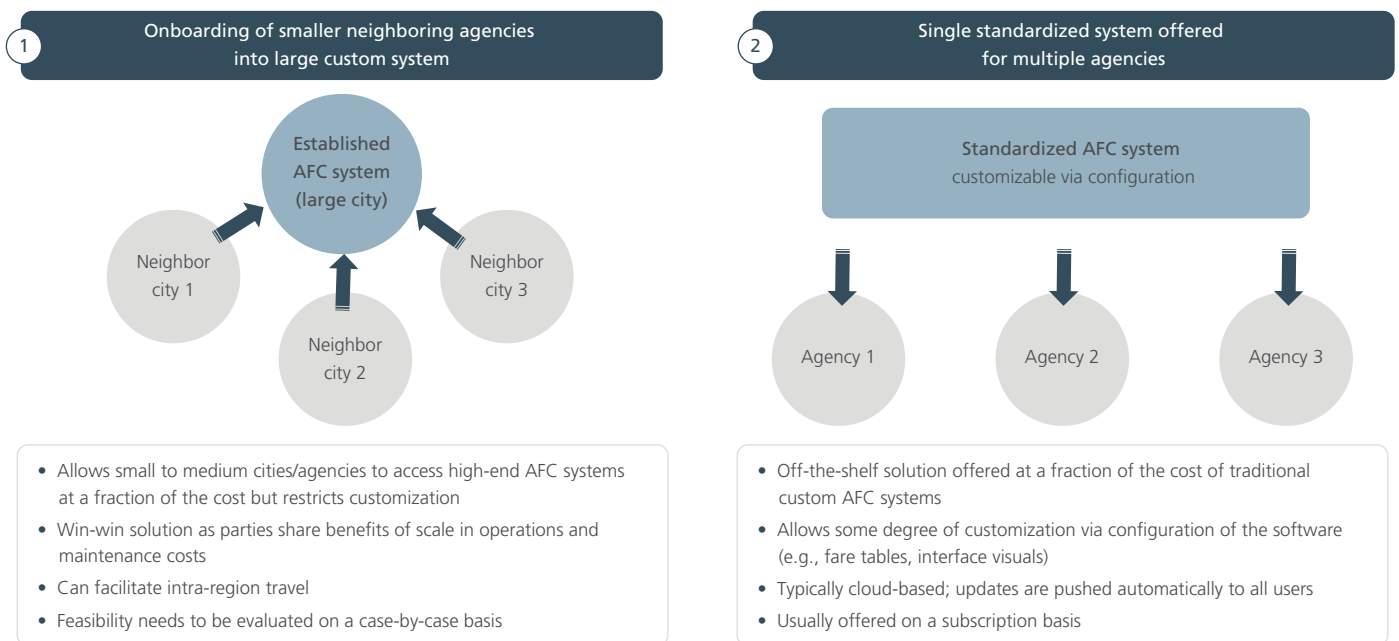 1
Onboarding of smaller neighboring agencies
into large custom system
Established
AFC system
(large city)
Neighbor
city 1
Neighbor
city 2
Neighbor
city 3
• Allows small to medium cities/agencies to access high-end AFC systems
at a fraction of the cost but restricts customization
• Win-win solution as parties share benefits of scale in operations and
maintenance costs
• Can facilitate intra-region travel
• Feasibility needs to be evaluated on a case-by-case basis
2
Single standardized system offered
for multiple agencies
Standardized AFC system
customizable via configuration
Agency 1
Agency 2
Agency 3
• Off-the-shelf solution offered at a fraction of the cost of traditional
custom AFC systems
• Allows some degree of customization via configuration of the software
(e.g., fare tables, interface visuals)
• Typically cloud-based; updates are pushed automatically to all users
• Usually offered on a subscription basis